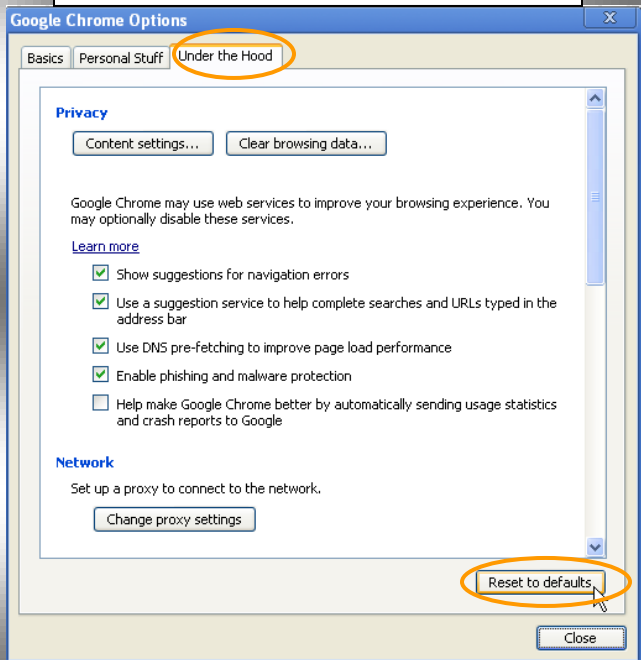 Google Chrome Options
Basics
Personal Stuff
Under the Hood
Privacy
Content settings...
Clear browsing data...
Google Chrome may use web services to improve your browsing experience. You
may optionally disable these services.
Learn more
Show suggestions for navigation errors
Use a suggestion service to help complete searches and URLs typed in the
address bar
Use DNS pre-fetching to improve page load performance
Enable phishing and malware protection
Help make Google Chrome better by automatically sending usage statistics
and crash reports to Google
Network
Set up a proxy to connect to the network.
Change proxy settings
Reset to defaults
Close